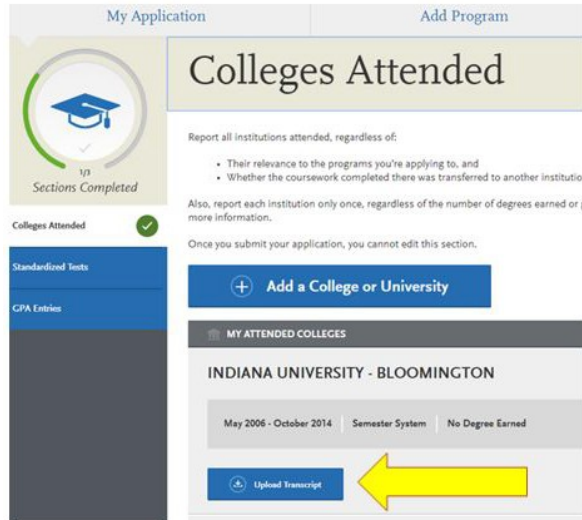 My Application
Add Program
Colleges Attended
1/3
Sections Completed
Colleges Attended
Standardized Tests
GPA Entries
Report all institutions attended, regardless of:
Their relevance to the programs you're applying to, and
Whether the coursework completed there was transferred to another institutio
Also, report each institution only once, regardless of the number of degrees earned or
more information.
Once you submit your application, you cannot edit this section.
Add a College or University
MY ATTENDED COLLEGES
INDIANA UNIVERSITY - BLOOMINGTON
May 2006 - October 2014 Semester System No Degree Earned
Upload Transcript